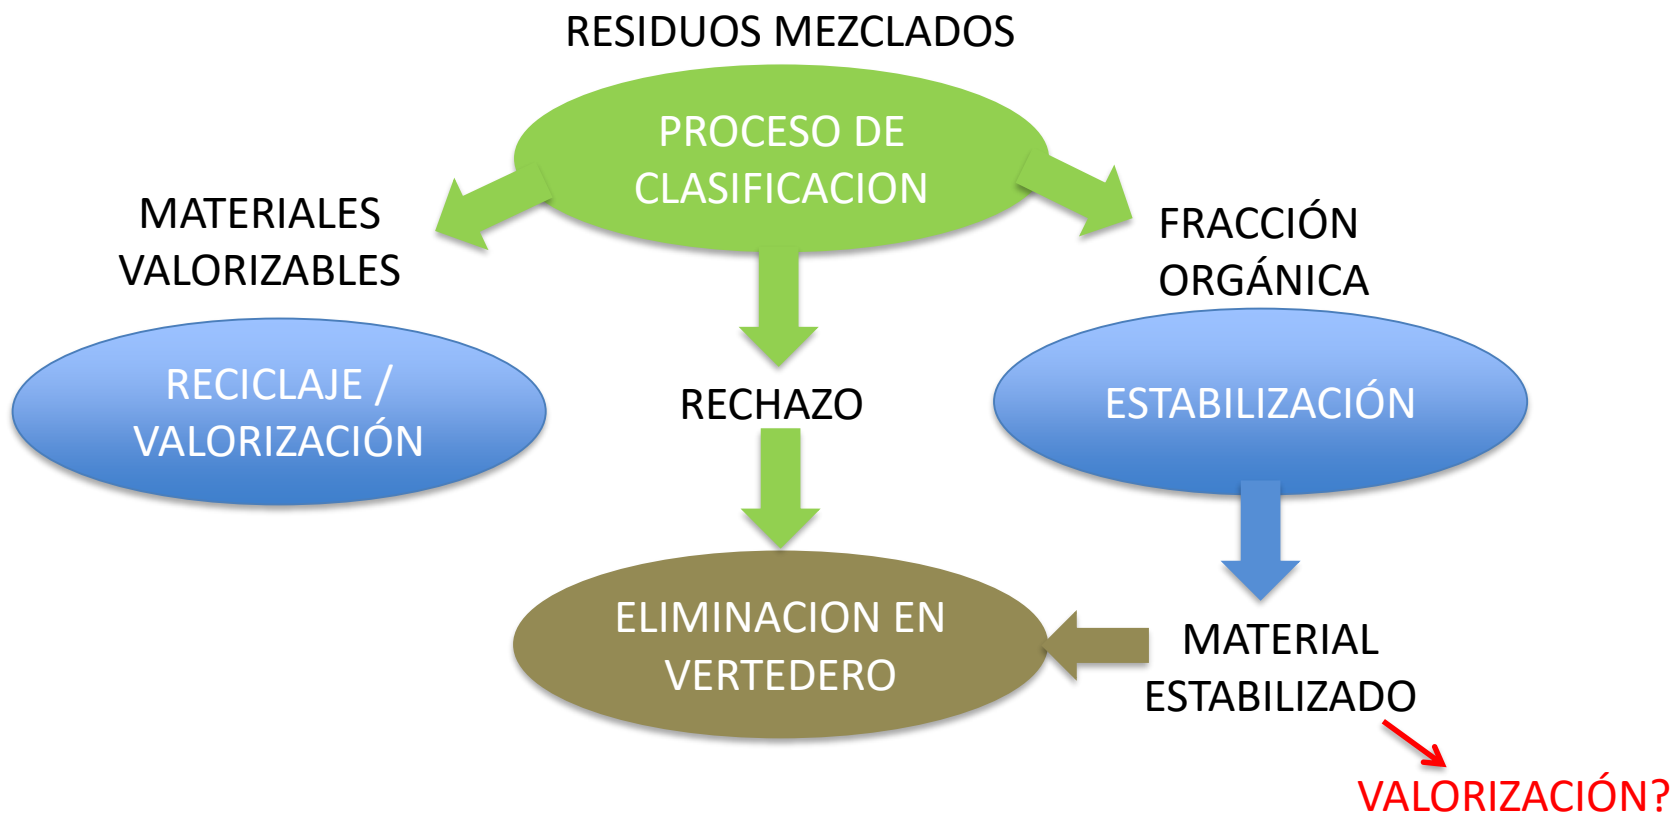 RESIDUOS MEZCLADOS
PROCESO DE
CLASIFICACION
MATERIALES
VALORIZABLES
FRACCIÓN
ORGÁNICA
RECICLAJE /
VALORIZACIÓN
RECHAZO
ESTABILIZACIÓN
ELIMINACION EN
VERTEDERO
MATERIAL
ESTABILIZADO
VALORIZACIÓN?